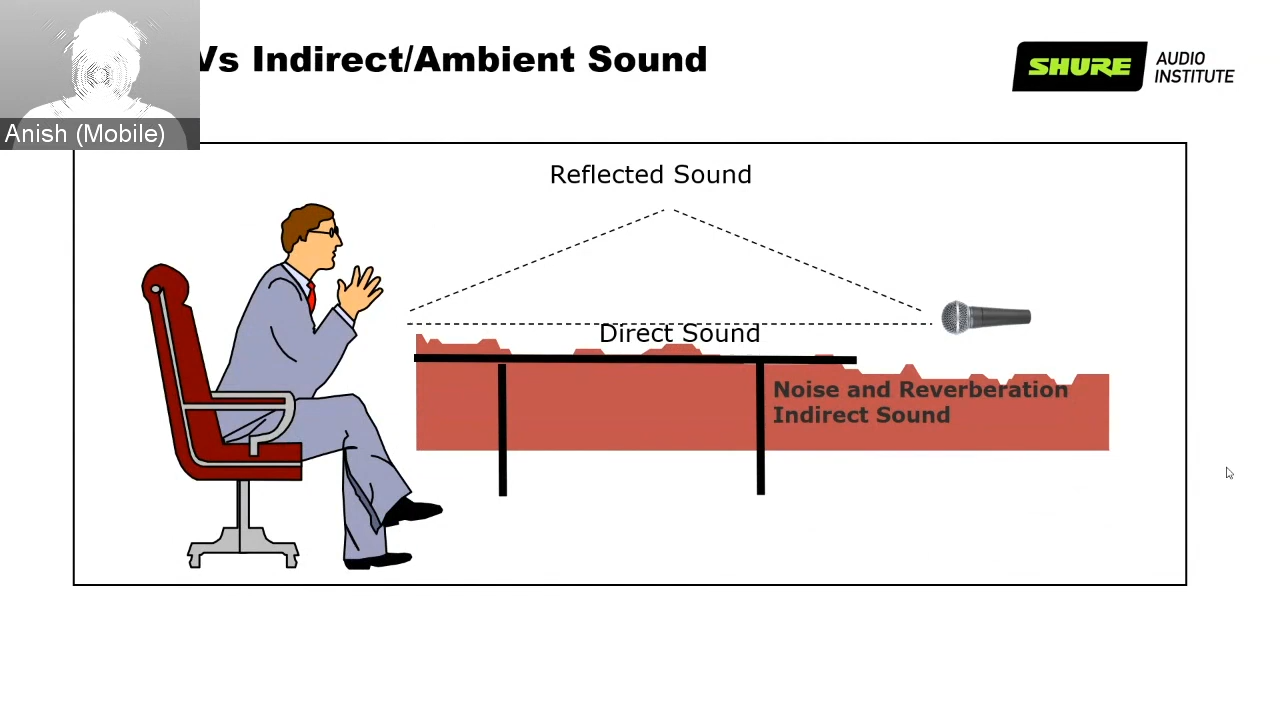 Vs Indirect/Ambient Sound
SHURE
AUDIO
INSTITUTE
Anish (Mobile)
Reflected Sound
Direct Sound
Noise and Reverberation
Indirect Sound